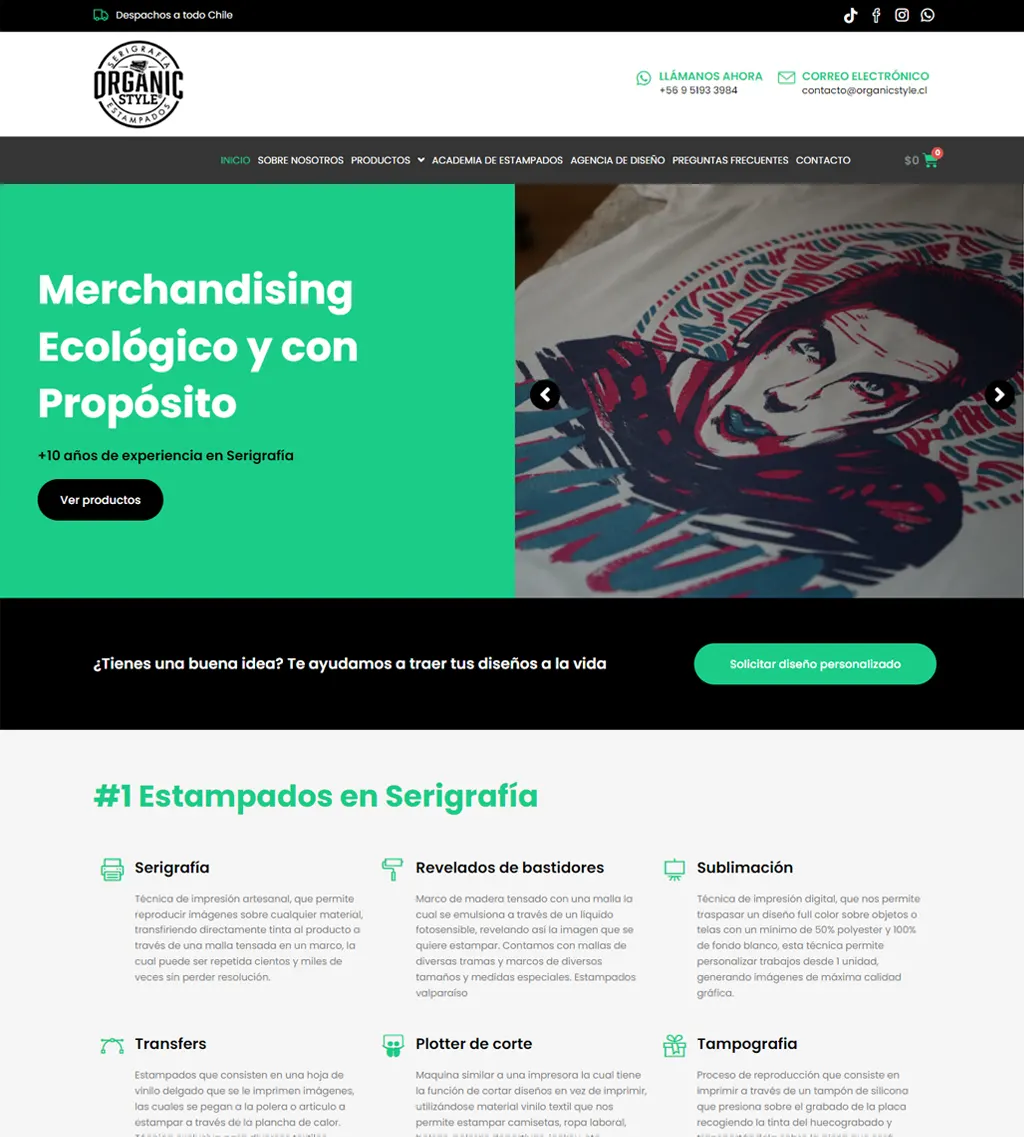 Despachos a todo Chile
SERIGRAFÍA
ORGANIC
STYLE
ESTAMPADOS
LLÁMANOS AHORA
+56 9 5193 3984
CORREO ELECTRÓNICO
contacto@organicstyle.cl
INICIO SOBRE NOSOTROS PRODUCTOS ACADEMIA DE ESTAMPADOS AGENCIA DE DISEÑO PREGUNTAS FRECUENTES CONTACTO
$0 0
Merchandising
Ecológico y con
Propósito
+10 años de experiencia en Serigrafía
Ver productos
¿Tienes una buena idea? Te ayudamos a traer tus diseños a la vida
Solicitar diseño personalizado
#1 Estampados en Serigrafía
Serigrafía
Técnica de impresión artesanal, que permite
reproducir imágenes sobre cualquier material,
transfiriendo directamente tinta al producto a
través de una malla tensada en un marco, la
cual puede ser repetida cientos y miles de
veces sin perder resolución.
Revelados de bastidores
Marco de madera tensado con una malla la
cual se emulsiona a través de un líquido
fotosensible, revelando así la imagen que se
quiere estampar. Contamos con mallas de
diversas tramas y marcos de diversos
tamaños y medidas especiales. Estampados
valparaíso
Sublimación
Técnica de impresión digital, que nos permite
traspasar un diseño full color sobre objetos o
telas con un mínimo de 50% polyester y 100%
de fondo blanco, esta técnica permite
personalizar trabajos desde 1 unidad,
generando imágenes de máxima calidad
gráfica.
Transfers
Estampados que consisten en una hoja de
vinilo delgado que se le imprimen imágenes,
las cuales se pegan a la polera o articulo a
estampar a través de la plancha de calor.
Plotter de corte
Maquina similar a una impresora la cual tiene
la función de cortar diseños en vez de imprimir,
utilizándose material vinilo textil que nos
permite estampar camisetas, ropa laboral,
Tampografia
Proceso de reproducción que consiste en
imprimir a través de un tampón de silicona
que presiona sobre el grabado de la placa
recogiendo la tinta del huecograbado y